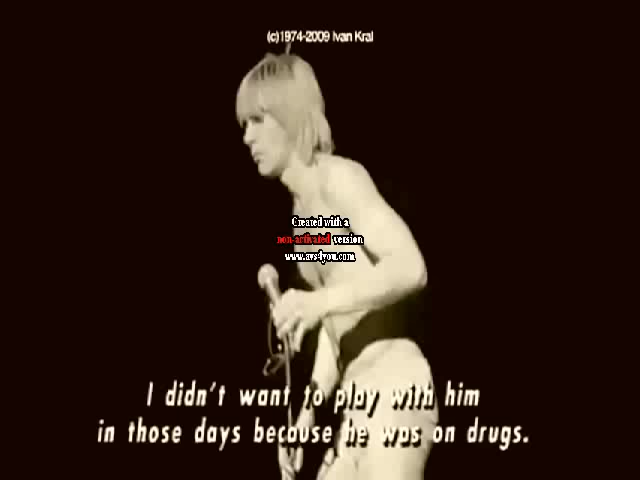 (c)1974-2009 Ivan Kral
Created with a
non-activated version
www.avs4you.com
I didn't want to play with him
in those days because he was on drugs.